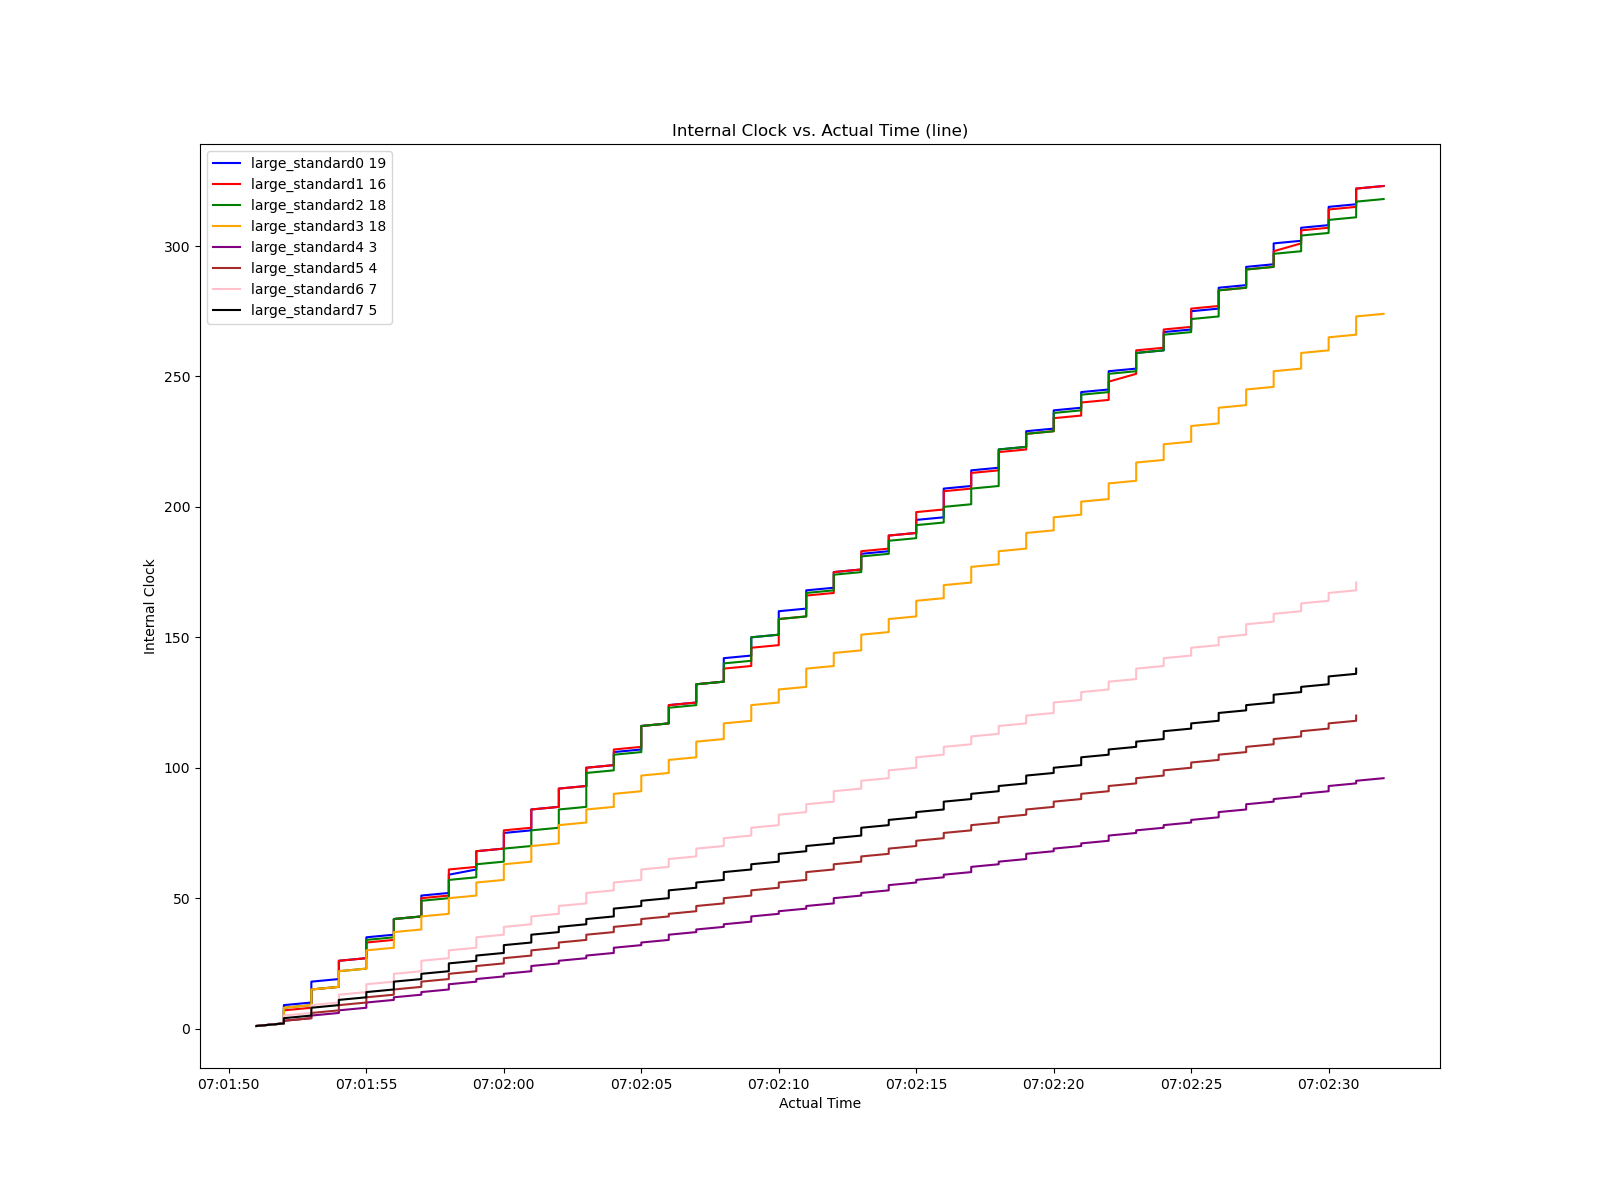 Internal Clock vs. Actual Time (line)
large_standard0 19
large_standard1 16
large_standard2 18
large_standard3 18
large_standard4 3
large_standard5 4
large_standard6 7
large_standard7 5
Internal Clock
300
250
200
150
100
50
0
07:01:50 07:01:55 07:02:00 07:02:05 07:02:10 07:02:15 07:02:20 07:02:25 07:02:30
Actual Time